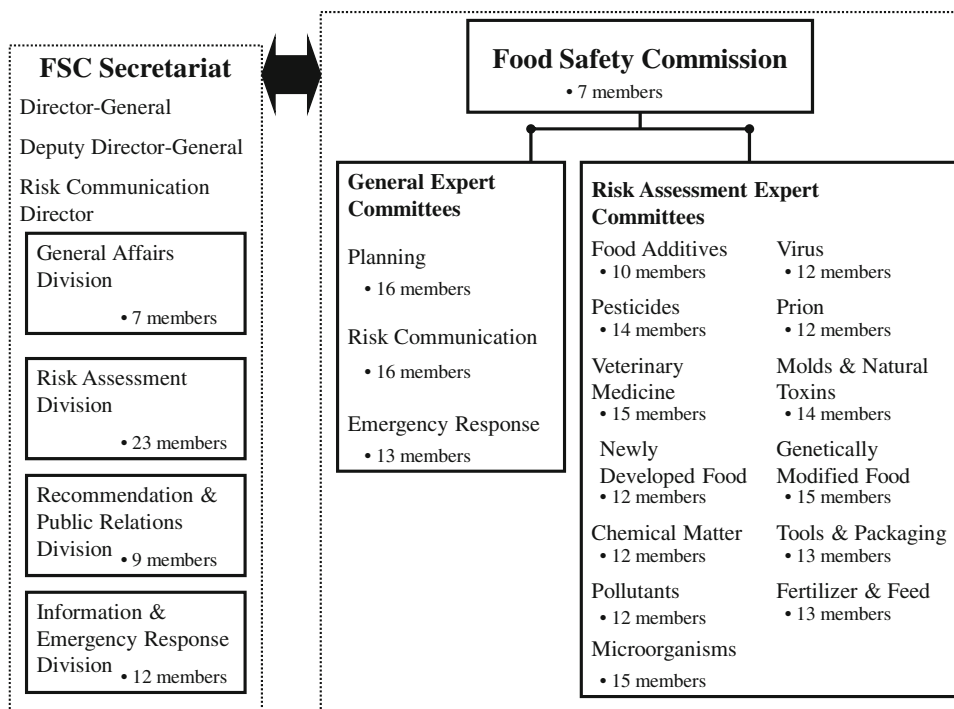 FSC Secretariat
Director-General
Deputy Director-General
Risk Communication
Director
General Affairs
Division
• 7 members
Risk Assessment
Division
• 23 members
Recommendation &
Public Relations
Division
• 9 members
Information &
Emergency Response
Division
• 12 members
Food Safety Commission
• 7 members
General Expert
Committees
Planning
• 16 members
Risk Communication
• 16 members
Emergency Response
• 13 members
Risk Assessment Expert
Committees
Food Additives
• 10 members
Pesticides
• 14 members
Veterinary
Medicine
• 15 members
Newly
Developed Food
• 12 members
Chemical Matter
• 12 members
Pollutants
• 12 members
Microorganisms
• 15 members
Virus
• 12 members
Prion
• 12 members
Molds & Natural
Toxins
• 14 members
Genetically
Modified Food
• 15 members
Tools & Packaging
• 13 members
Fertilizer & Feed
• 13 members